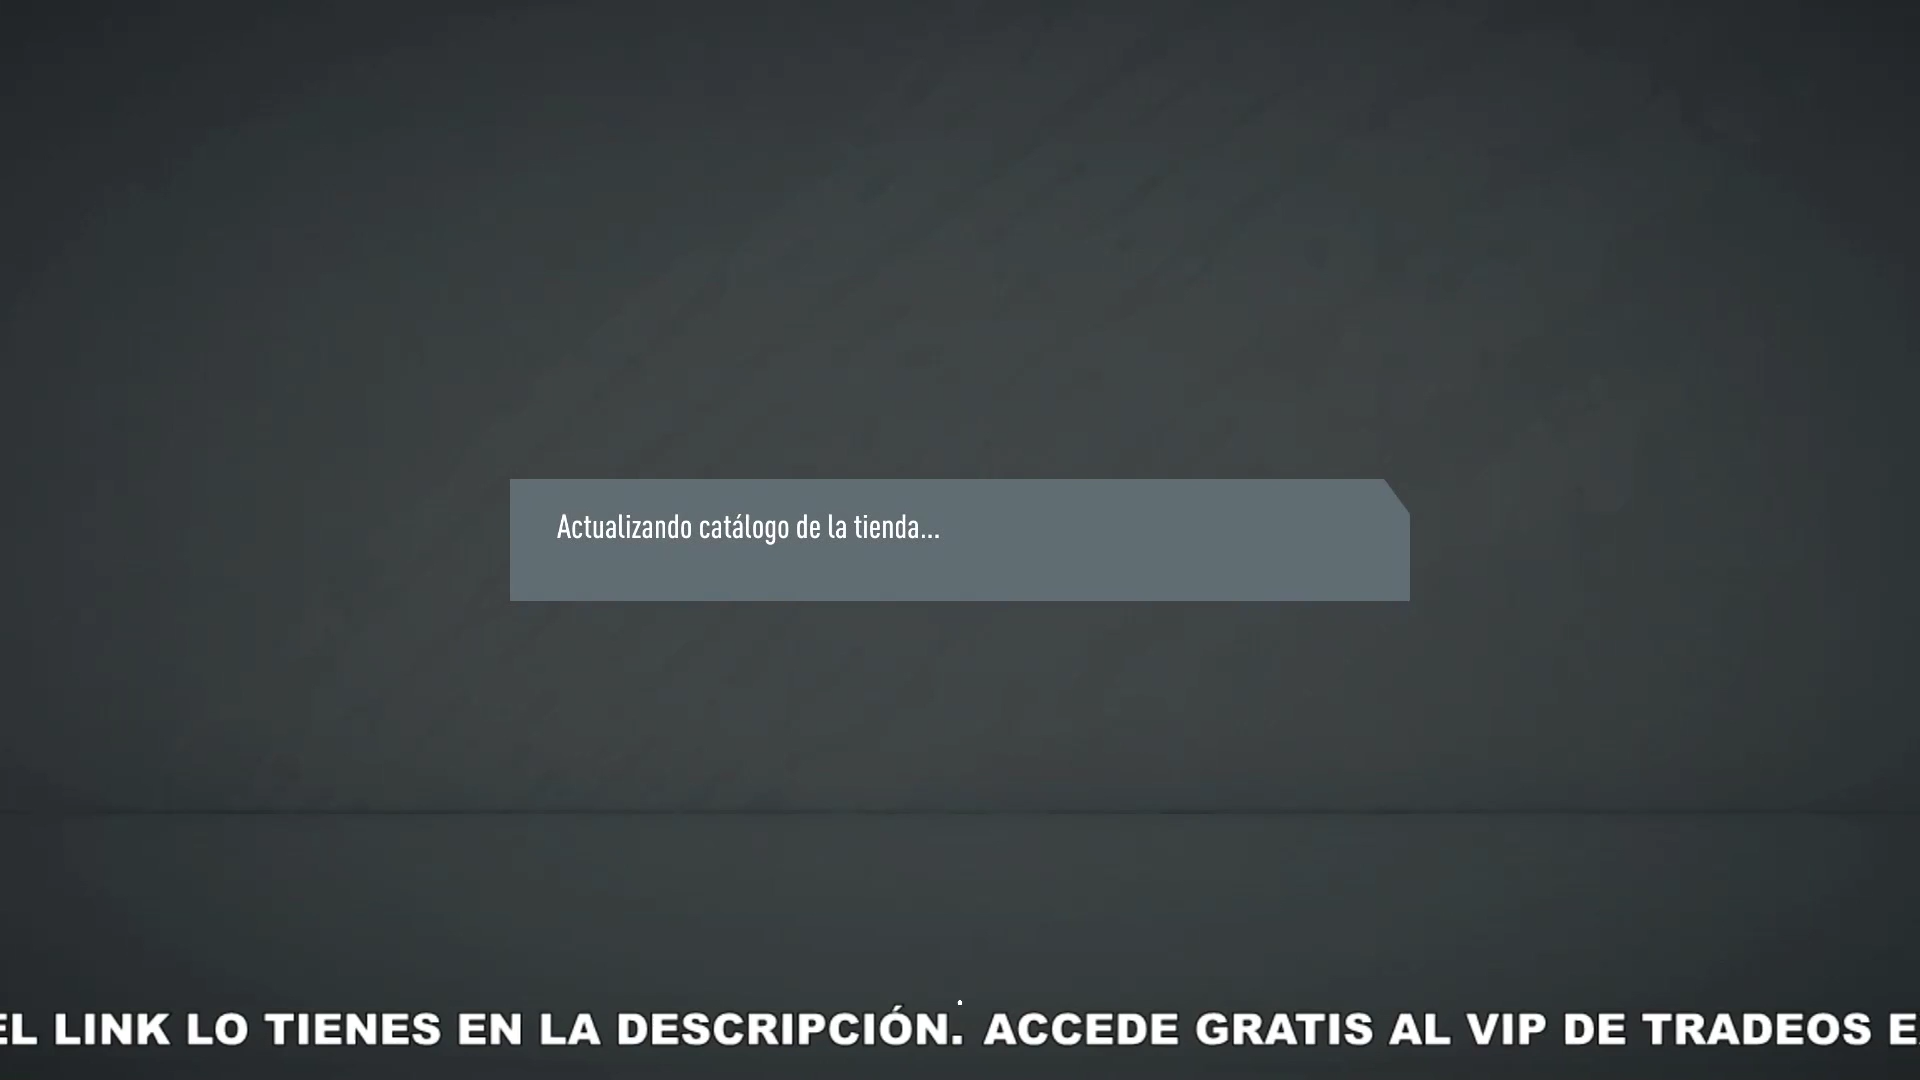 Actualizando catálogo de la tienda...
EL LINK LO TIENES EN LA DESCRIPCIÓN. ACCEDE GRATIS AL VIP DE TRADEOS